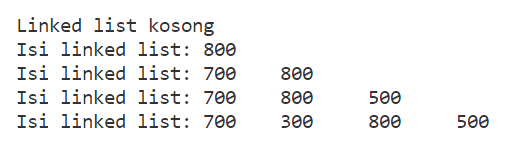 Linked list kosong
Isi linked list: 800
Isi linked list: 700    800
Isi linked list: 700    800    500
Isi linked list: 700    300    800    500